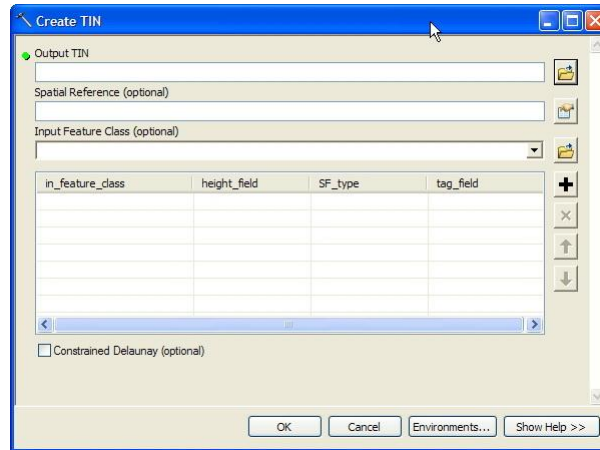 Create TIN
Output TIN
Spatial Reference (optional)
Input Feature Class (optional)
in_feature_class height_field SF_type tag_field
Constrained Delaunay (optional)
OK Cancel Environments... Show Help >>